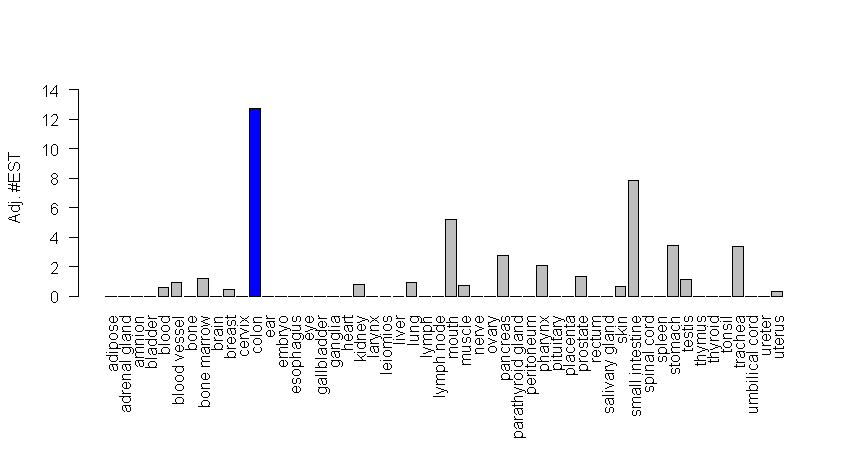 14
12
10
8
6
4
2
0
Adj. #EST
adipose
adrenal gland
amnion
bladder
blood
blood vessel
bone
bone marrow
brain
breast
cervix
colon
ear
embryo
esophagus
eye
gallbladder
ganglia
heart
kidney
larynx
leiomios
liver
lung
lymph
lymph node
mouth
muscle
nerve
ovary
pancreas
parathyroid gland
peritoneum
pharynx
pituitary
placenta
prostate
rectum
salivary gland
skin
small intestine
spinal cord
spleen
stomach
testis
thymus
thyroid
tonsil
trachea
umbilical cord
ureter
uterus